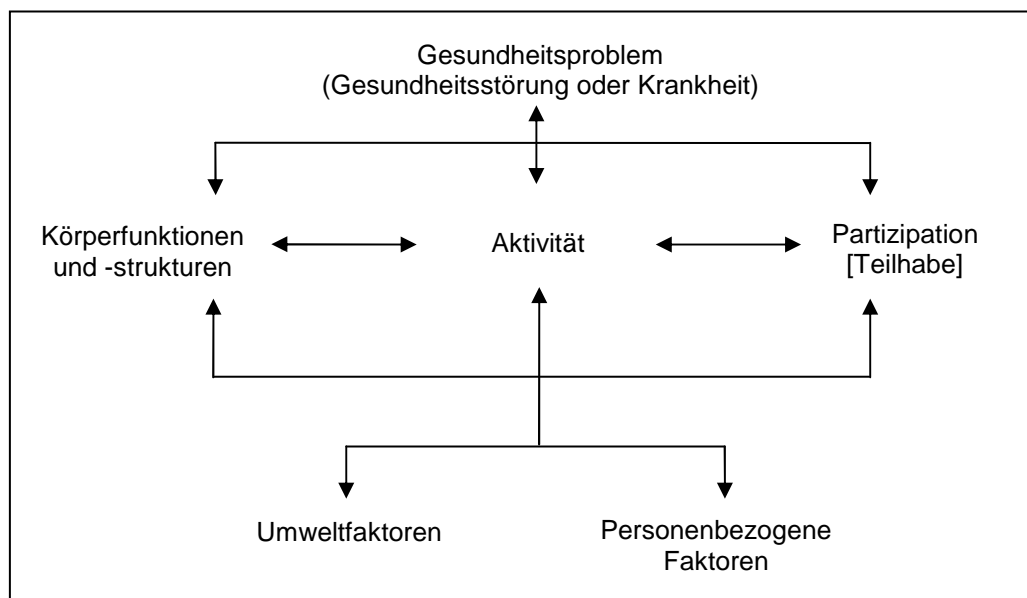 Gesundheitsproblem
(Gesundheitsstörung oder Krankheit)
Körperfunktionen
und -strukturen
Aktivität
Partizipation
[Teilhabe]
Umweltfaktoren
Personenbezogene
Faktoren